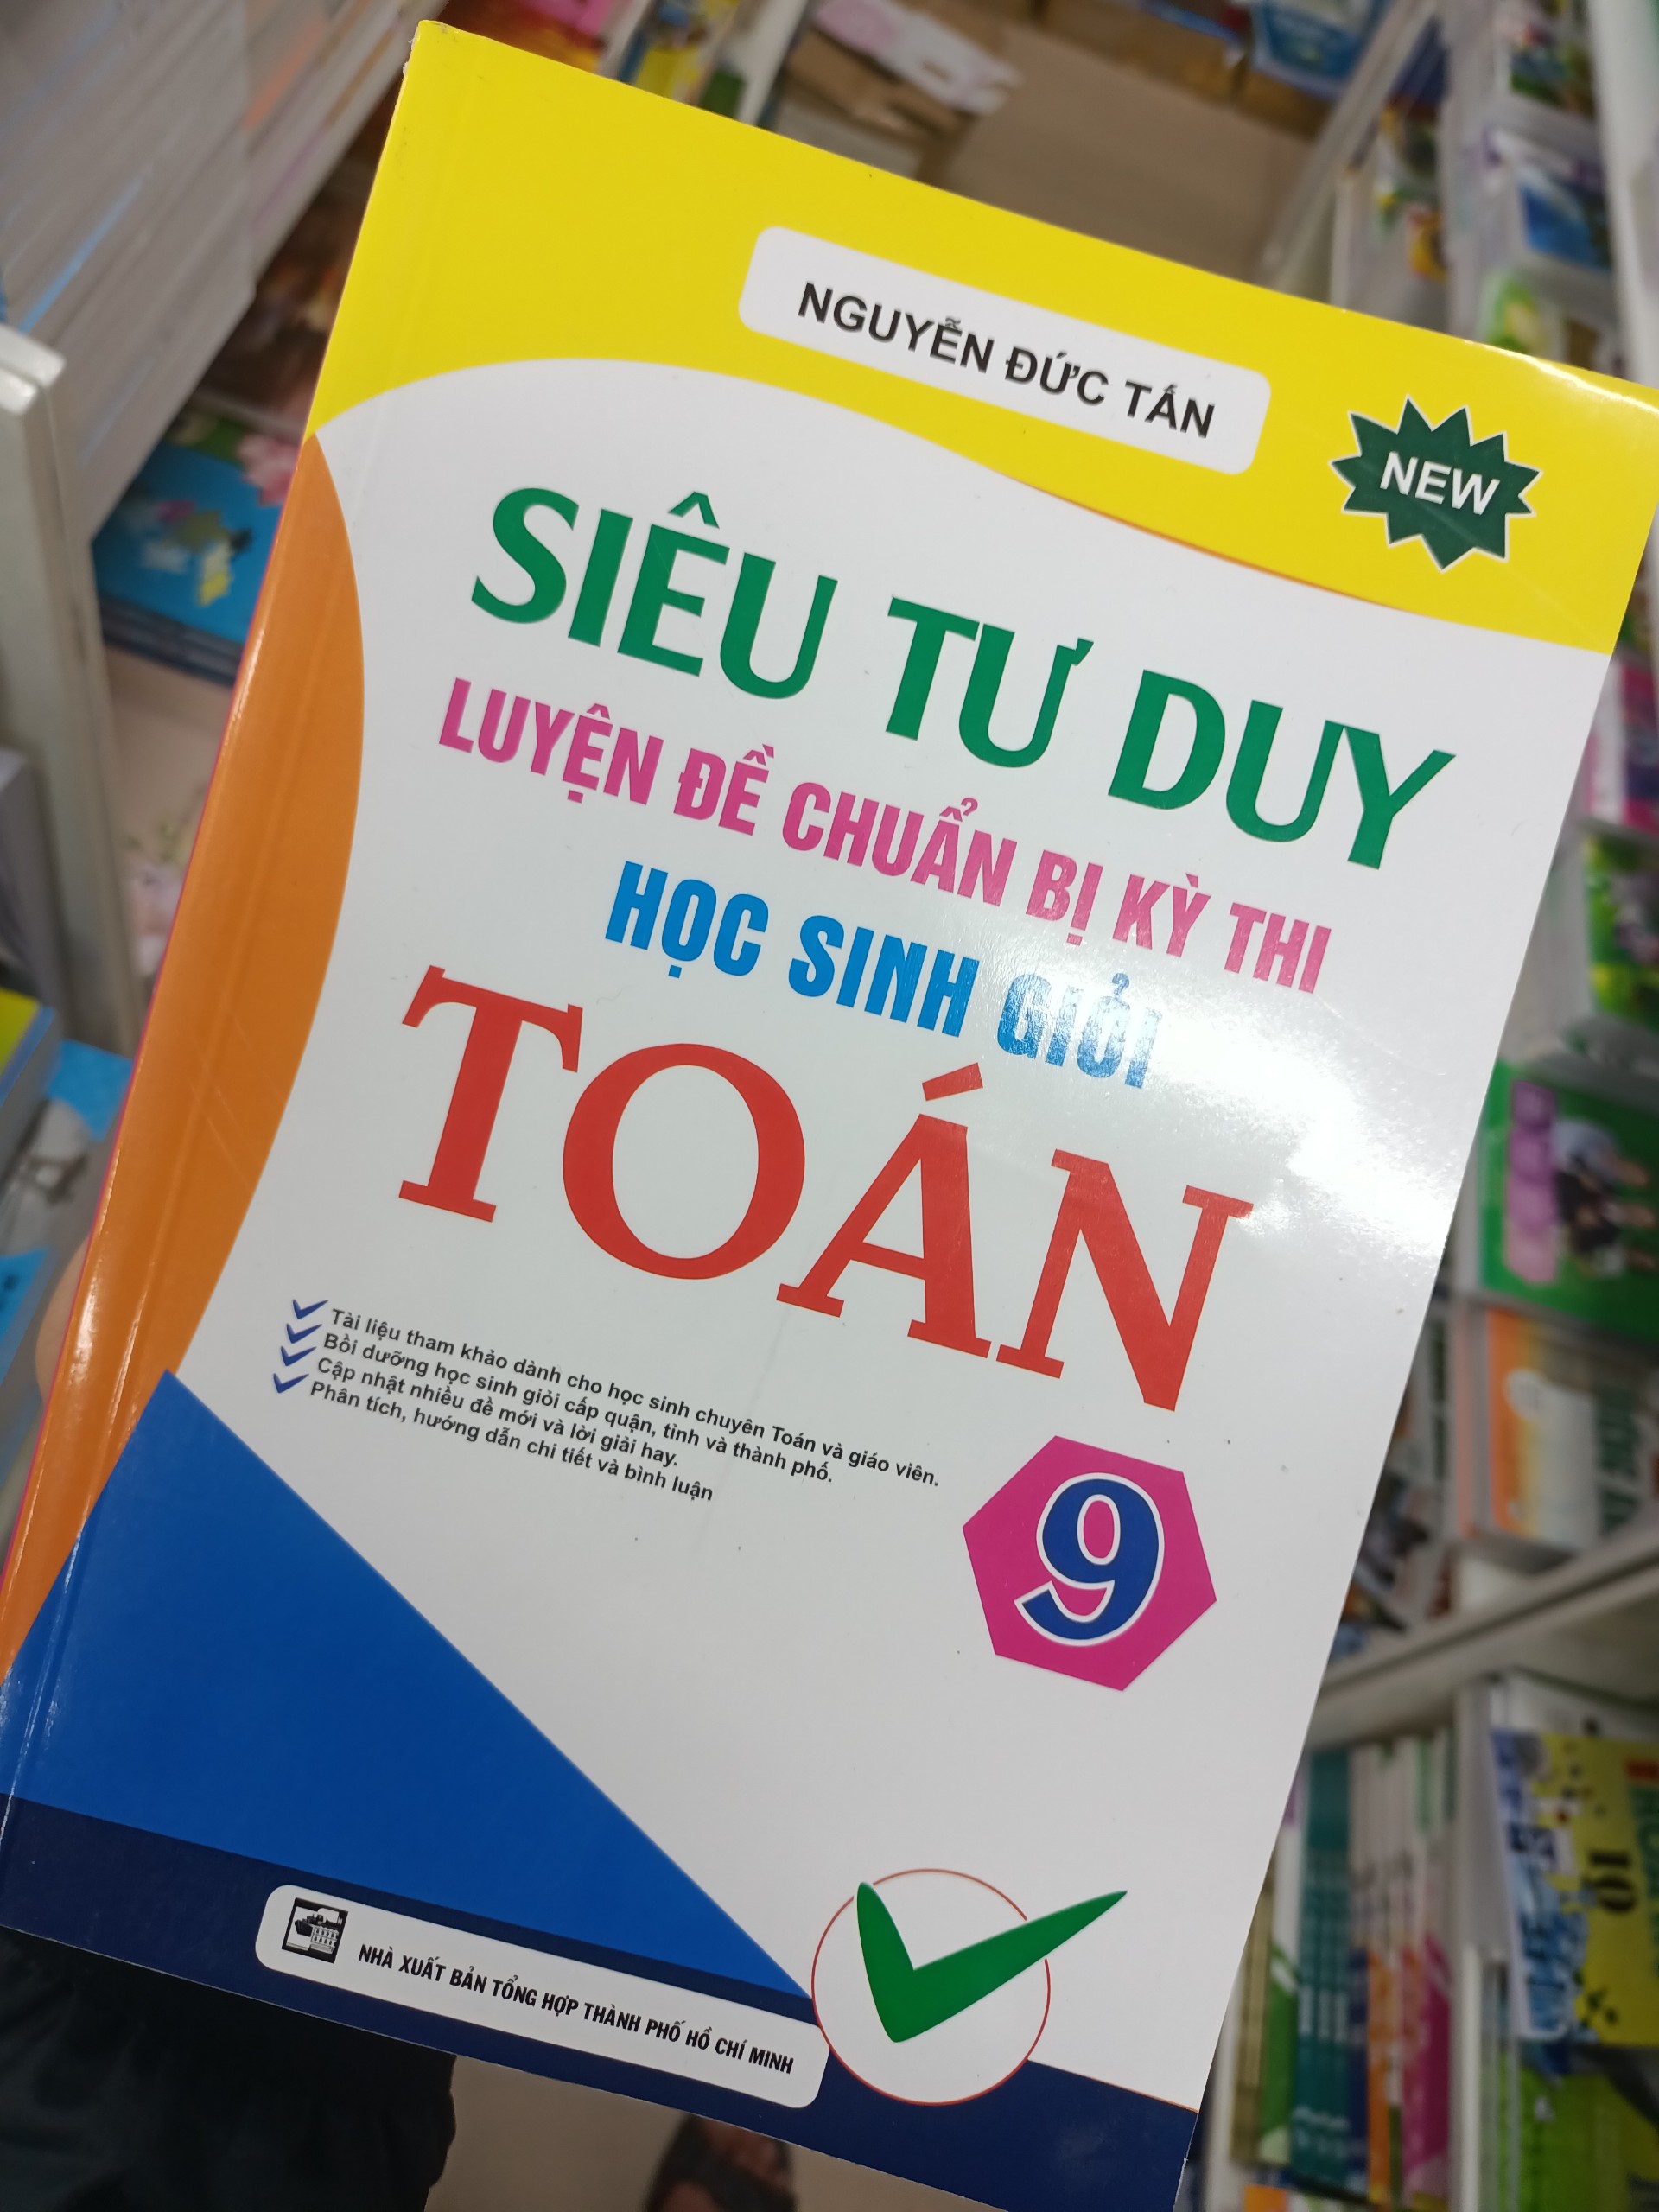 NGUYỄN ĐỨC TẤN
NEW
SIÊU TƯ DUY
LUYỆN ĐỀ CHUẨN BỊ KỲ THI
HỌC SINH GIỎI
TOÁN
Tài liệu tham khảo dành cho học sinh chuyên Toán và giáo viên.
Bồi dưỡng học sinh giỏi cấp quận, tỉnh và thành phố.
Cập nhật nhiều đề mới và lời giải hay.
Phân tích, hướng dẫn chi tiết và bình luận
9
NHÀ XUẤT BẢN TỔNG HỢP THÀNH PHỐ HỒ CHÍ MINH
10